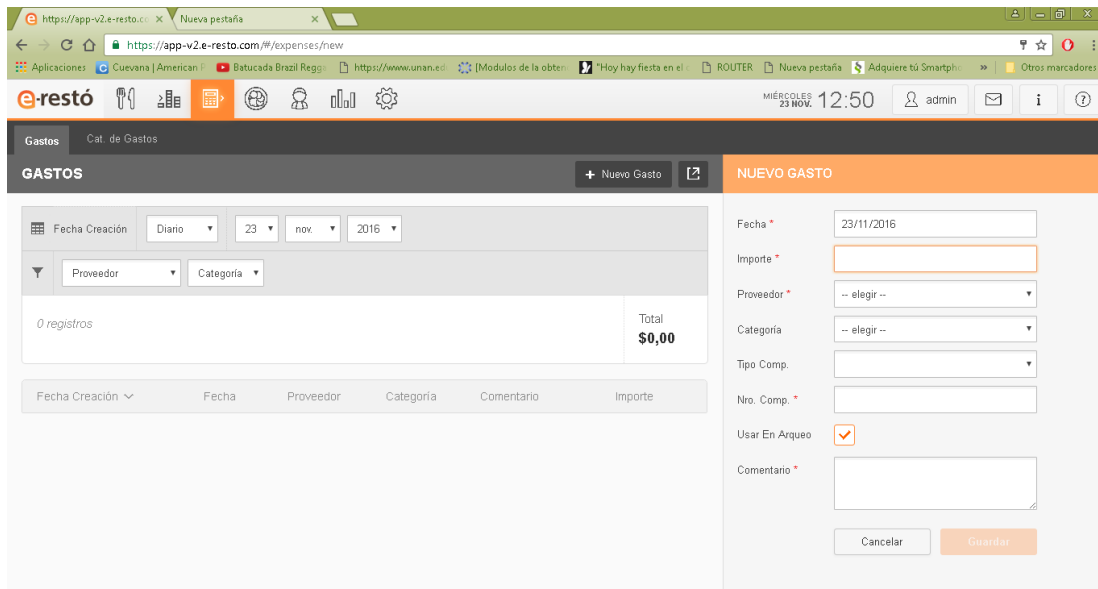 https://app-v2.e-resto.co
Nueva pestaña
https://app-v2.e-resto.com/#/expenses/new
Aplicaciones
Cuevana | American P
Batucada Brazil Regga
https://www.unan.ed
[Modulos de la obten
"Hoy hay fiesta en el c
ROUTER
Nueva pestaña
Adquiere tú Smartpho
»
Otros marcadores
e-restó
MIÉRCOLES
23 NOV.
12:50
admin
i
?
Gastos
Cat. de Gastos
GASTOS
+ Nuevo Gasto
NUEVO GASTO
Fecha Creación
Diario
23
nov.
2016
Proveedor
Categoría
0 registros
Total
$0,00
Fecha Creación
Fecha
Proveedor
Categoría
Comentario
Importe
Fecha *
23/11/2016
Importe *
Proveedor *
-- elegir --
Categoría
-- elegir --
Tipo Comp.
Nro. Comp. *
Usar En Arqueo
Comentario *
Cancelar
Guardar